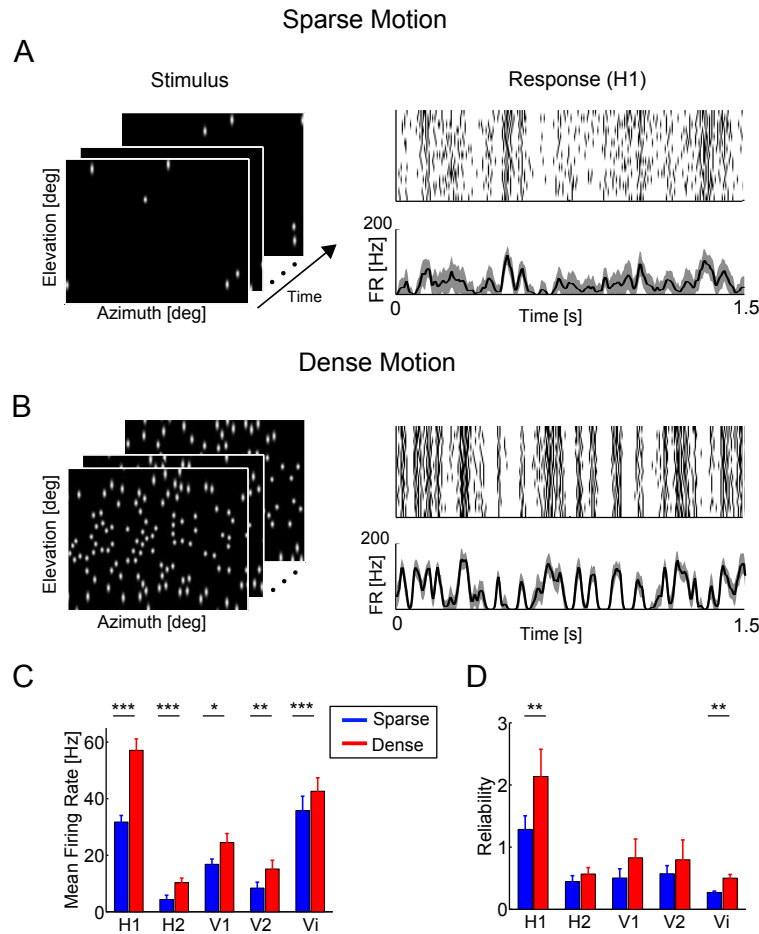 Sparse Motion
A
Stimulus
Response (H1)
Elevation [deg]
Azimuth [deg]
Time
200
FR [Hz]
0
1.5
Time [s]
Dense Motion
B
Elevation [deg]
Azimuth [deg]
200
FR [Hz]
0
1.5
Time [s]
C
*** *** * ** ***
Sparse
Dense
Mean Firing Rate [Hz]
60
40
20
0
H1 H2 V1 V2 Vi
D
** **
Reliability
3
2
1
0
H1 H2 V1 V2 Vi